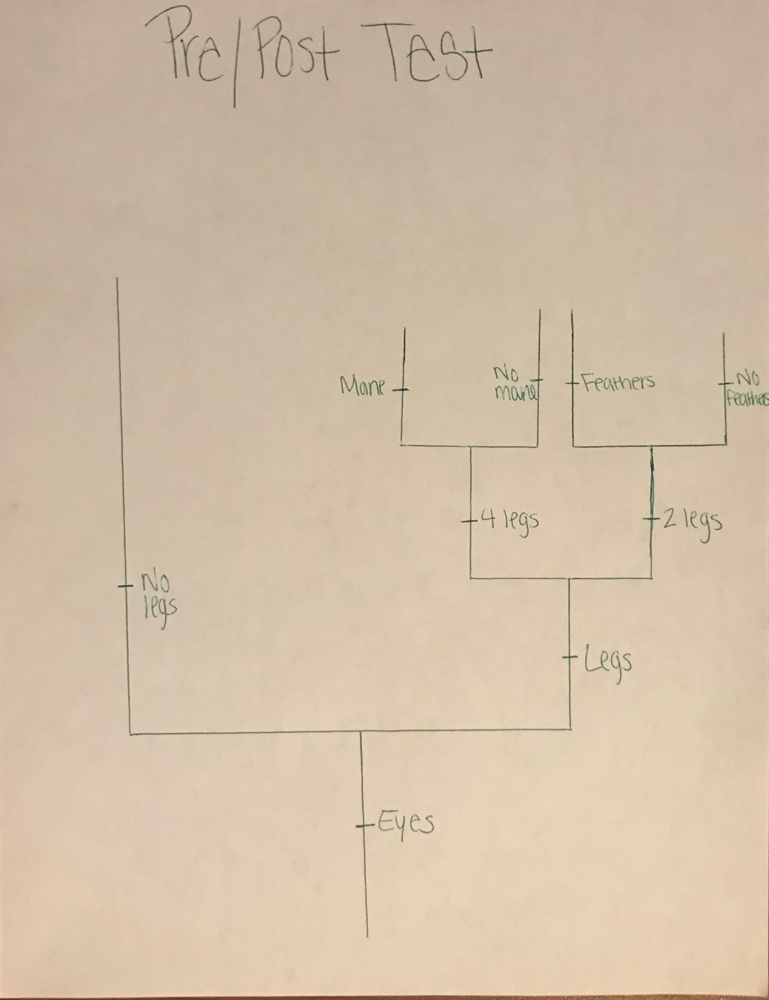 Pre/Post Test
Mane
No
mane
Feathers
No
feathers
4 legs
2 legs
No
legs
Legs
Eyes